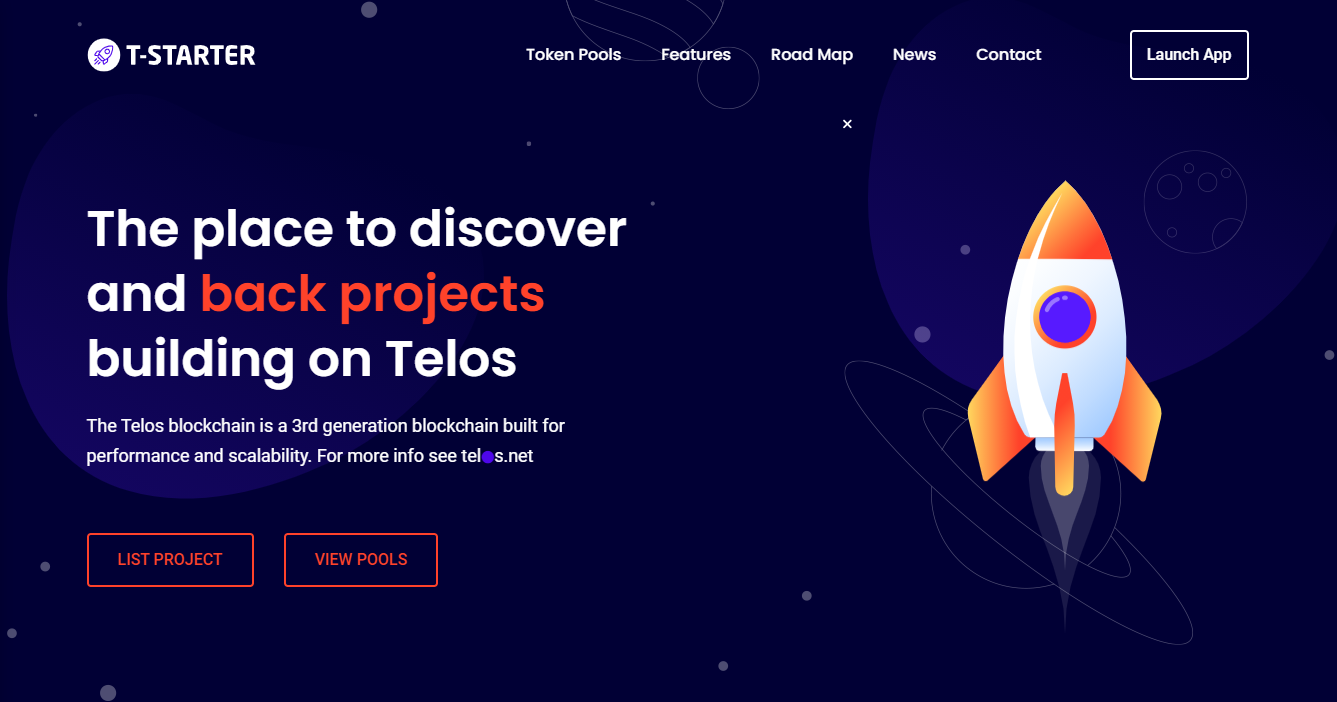 T-STARTER
Token Pools
Features
Road Map
News
Contact
Launch App
×
The place to discover
and back projects
building on Telos
The Telos blockchain is a 3rd generation blockchain built for
performance and scalability. For more info see telos.net
LIST PROJECT
VIEW POOLS